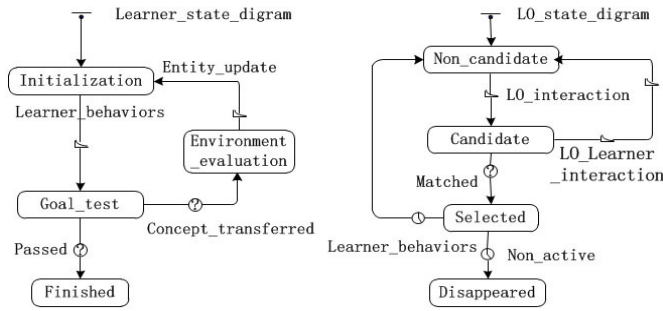 Learner_state_digram
Initialization
Entity_update
Learner_behaviors
Environment
_evaluation
Goal_test
Concept_transferred
Passed
Finished
LO_state_digram
Non_candidate
LO_interaction
Candidate
LO_Learner
_interaction
Matched
Selected
Learner_behaviors
Non_active
Disappeared